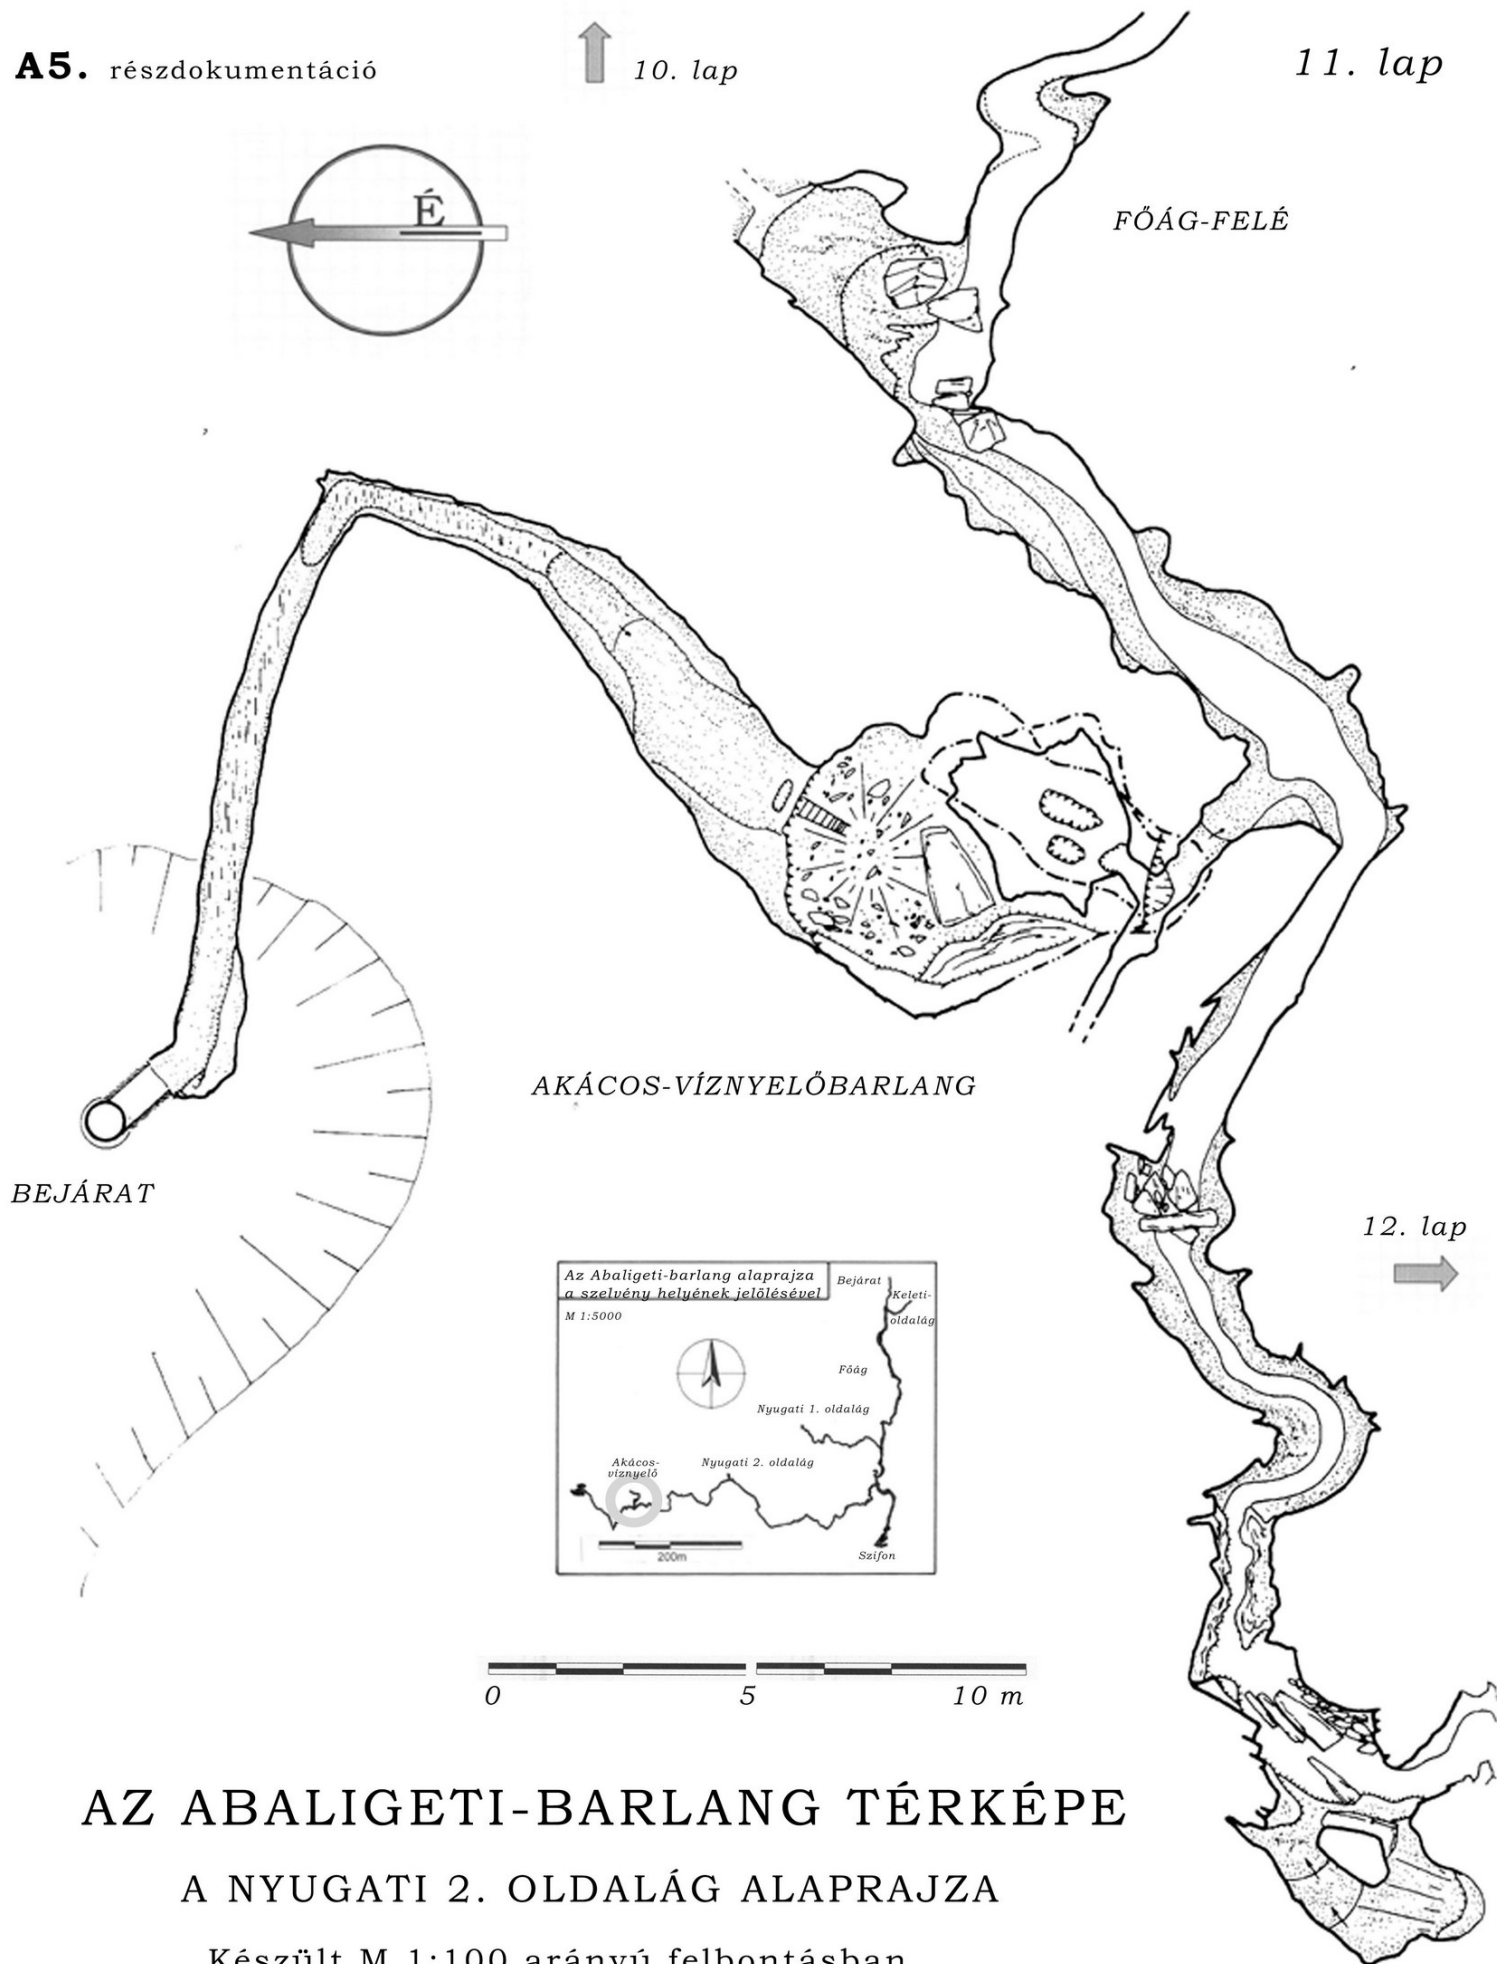 A5. részdokumentáció
10. lap
11. lap
É
FŐÁG-FELÉ
AKÁCOS-VÍZNYELŐBARLANG
BEJÁRAT
12. lap
Az Abaligeti-barlang alaprajza
a szelvény helyének jelölésével
M 1:5000
Bejárat
Keleti-
oldalág
Főág
Nyugati 1. oldalág
Akácos-
víznyelő
Nyugati 2. oldalág
200m
Szifon
0 5 10 m
AZ ABALIGETI-BARLANG TÉRKÉPE
A NYUGATI 2. OLDALÁG ALAPRAJZA
Készült M 1:100 arányú felbontásban